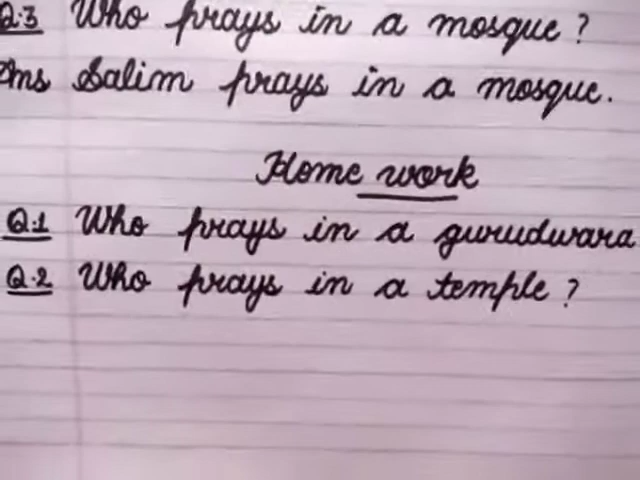 Q.3 Who prays in a mosque ?
Ans Salim prays in a mosque.
Home work
Q.1 Who prays in a gurudwara
Q.2 Who prays in a temple ?